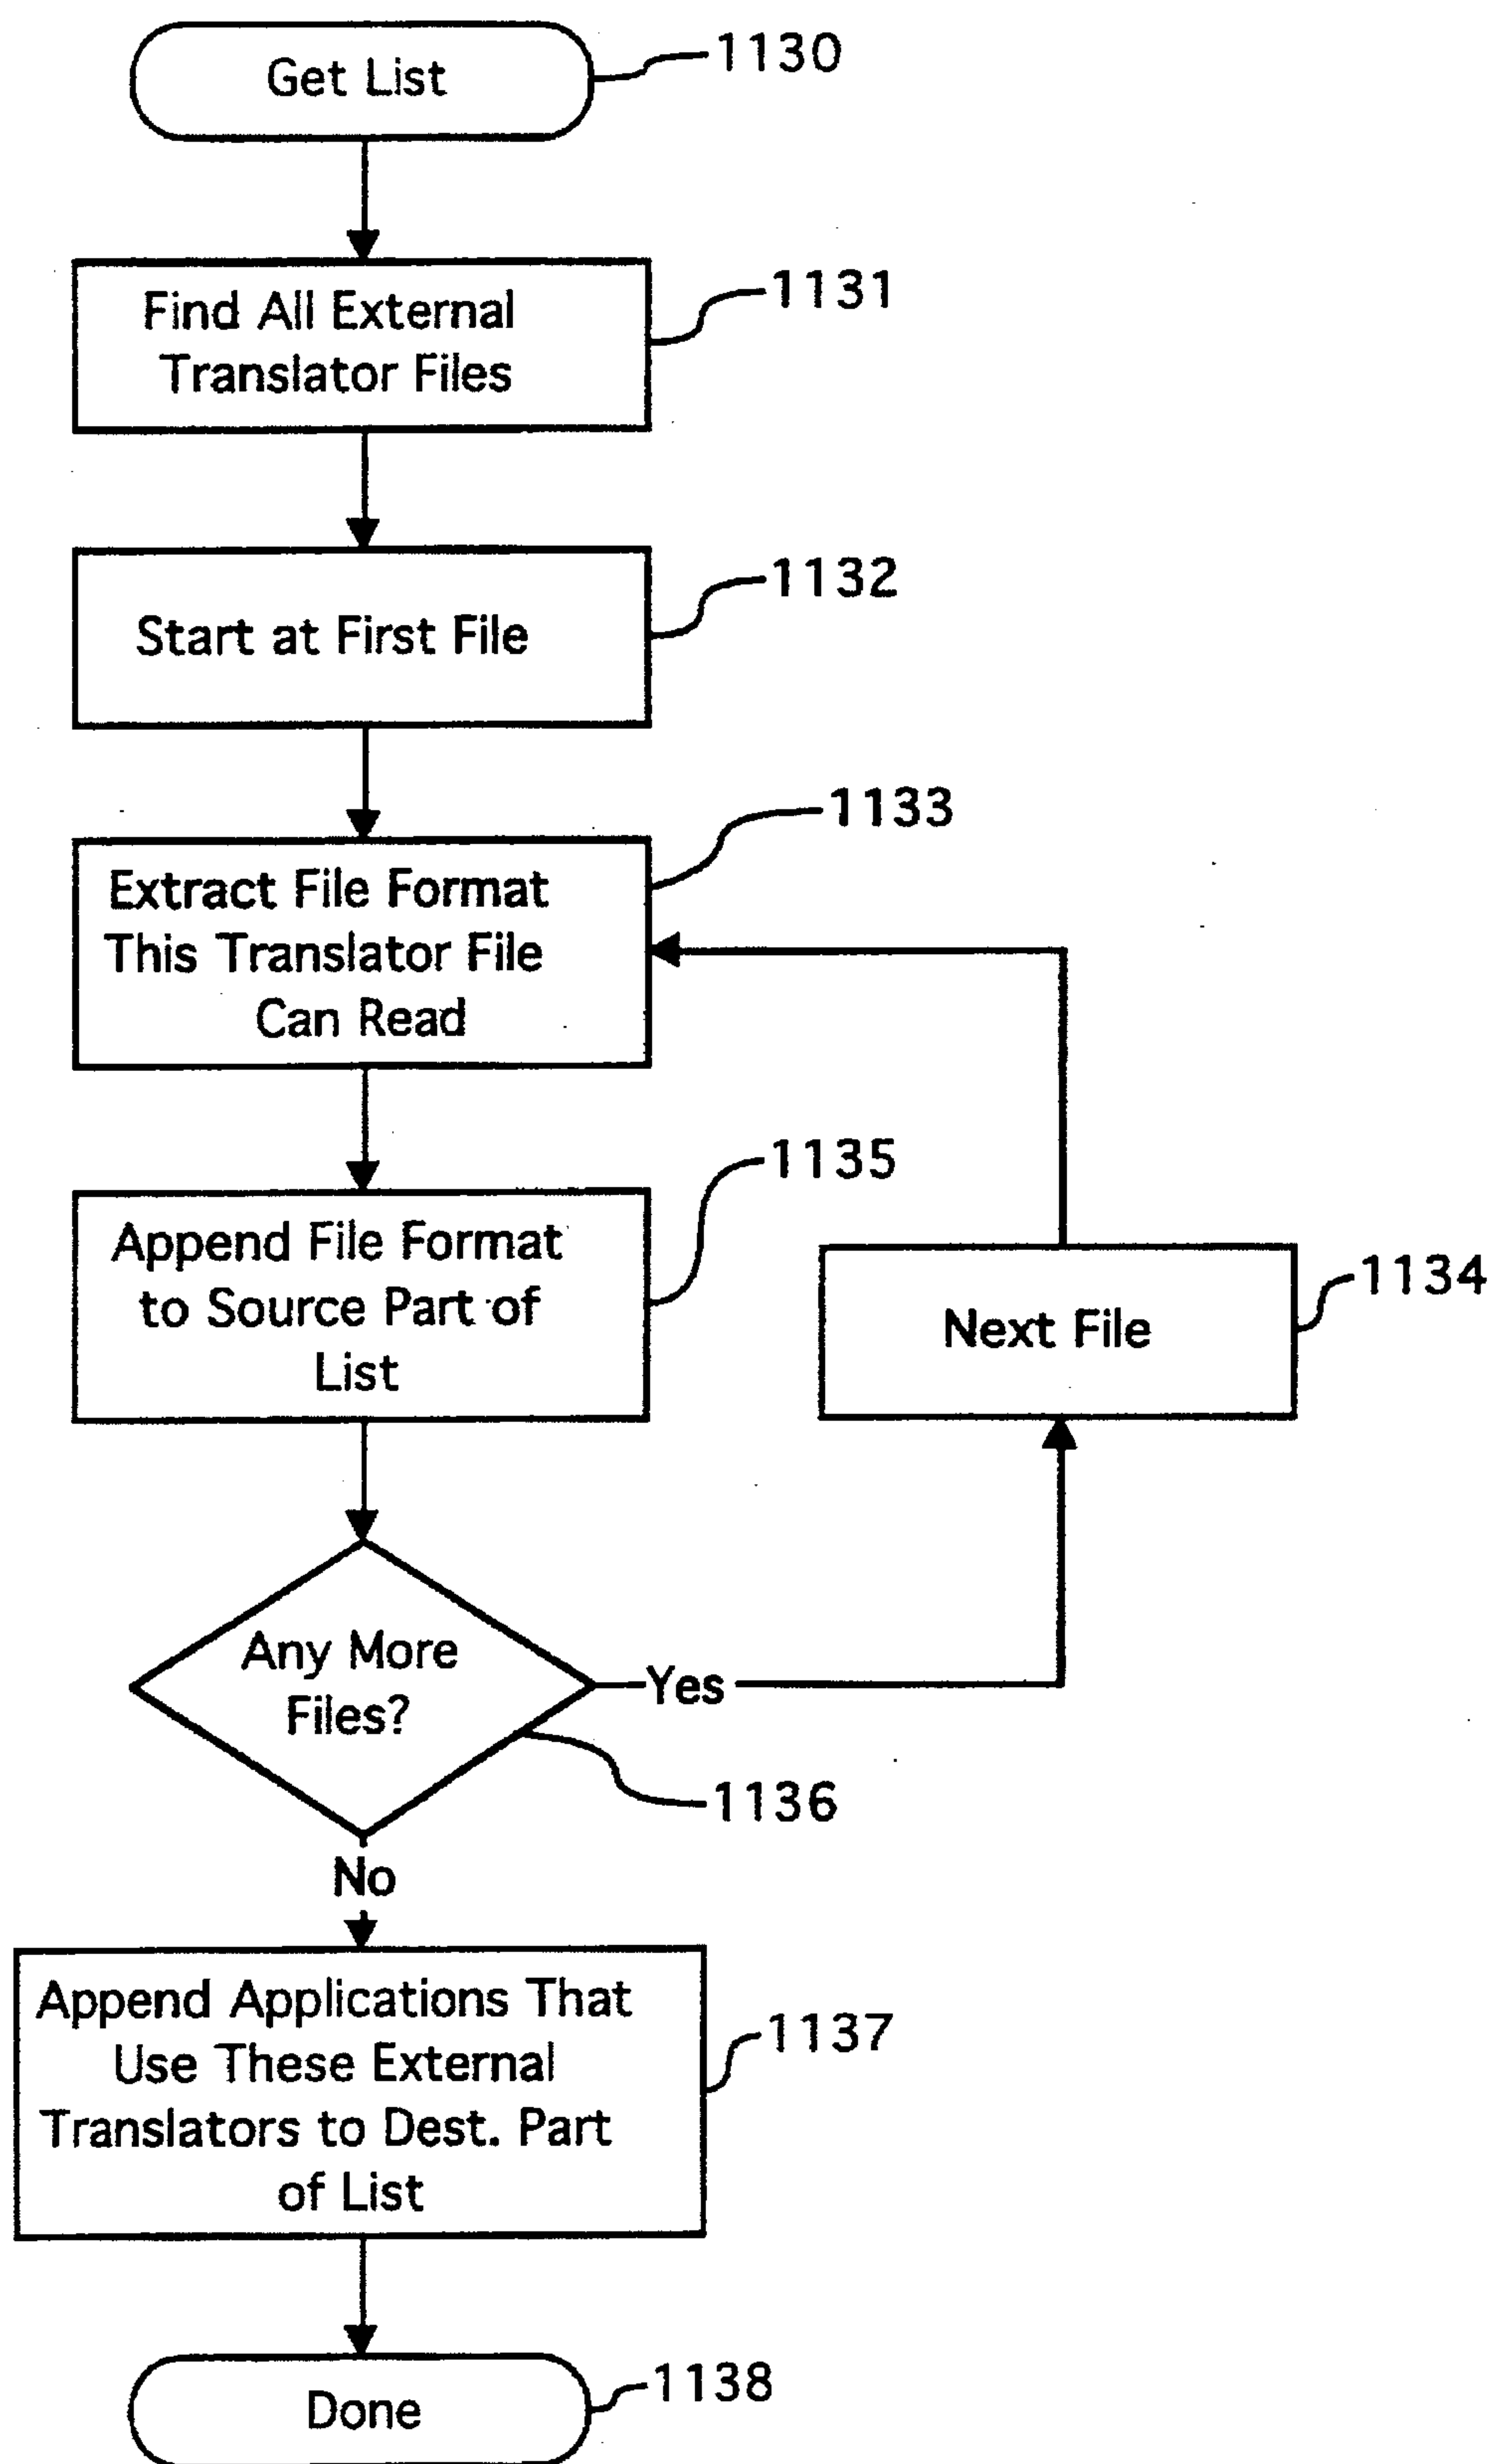 Get List
1130
Find All External
Translator Files
1131
Start at First File
1132
Extract File Format
This Translator File
Can Read
1133
Append File Format
to Source Part of
List
1135
Next File
1134
Any More
Files?
Yes
1136
No
Append Applications That
Use These External
Translators to Dest. Part
of List
1137
Done
1138